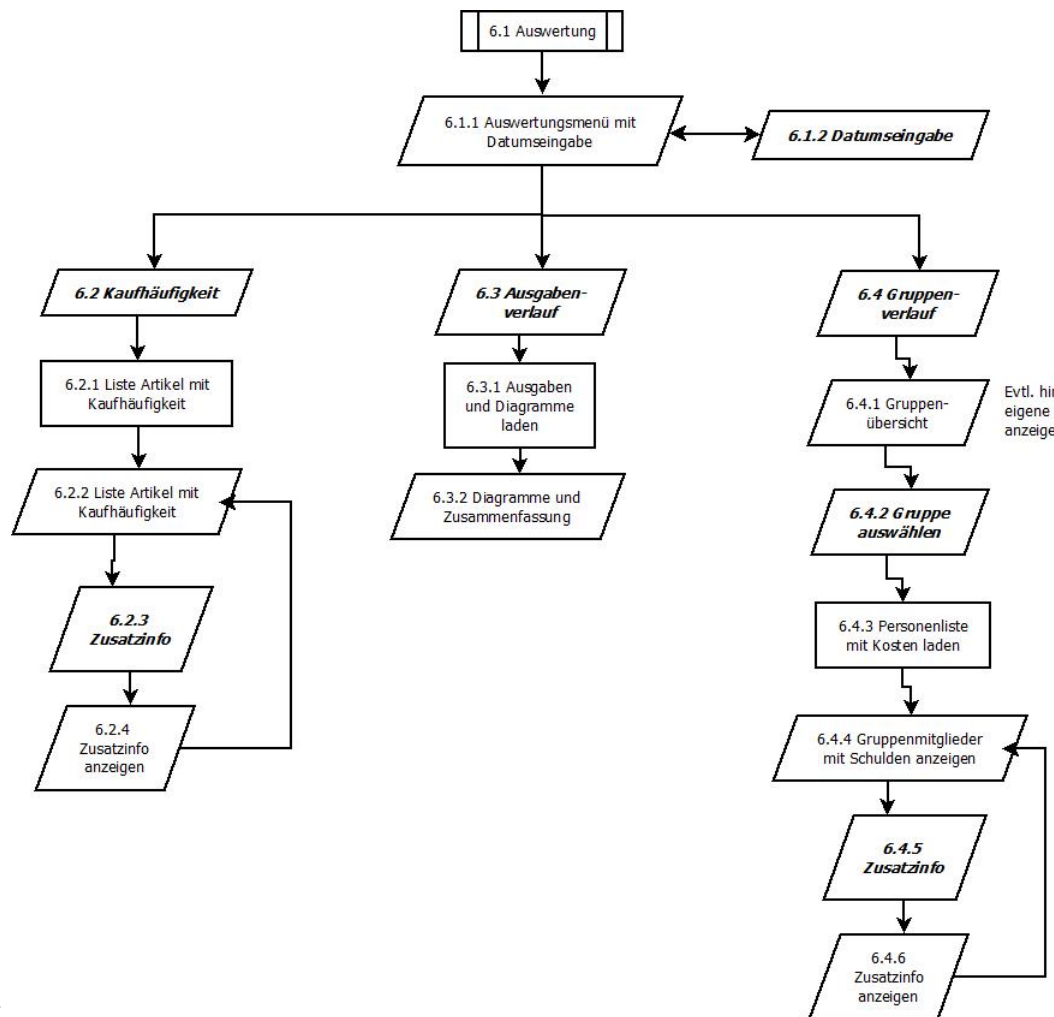 6.1 Auswertung
6.1.1 Auswertungsmenü mit
Datumseingabe
6.1.2 Datumseingabe
6.2 Kaufhäufigkeit
6.2.1 Liste Artikel mit
Kaufhäufigkeit
6.2.2 Liste Artikel mit
Kaufhäufigkeit
6.2.3
Zusatzinfo
6.2.4
Zusatzinfo
anzeigen
6.3 Ausgaben-
verlauf
6.3.1 Ausgaben
und Diagramme
laden
6.3.2 Diagramme und
Zusammenfassung
6.4 Gruppen-
verlauf
6.4.1 Gruppen-
übersicht
Evtl.
eigene
6.4.2 Gruppe
auswählen
6.4.3 Personenliste
mit Kosten laden
6.4.4 Gruppenmitglieder
mit Schulden anzeigen
6.4.5
Zusatzinfo
6.4.6
Zusatzinfo
anzeigen